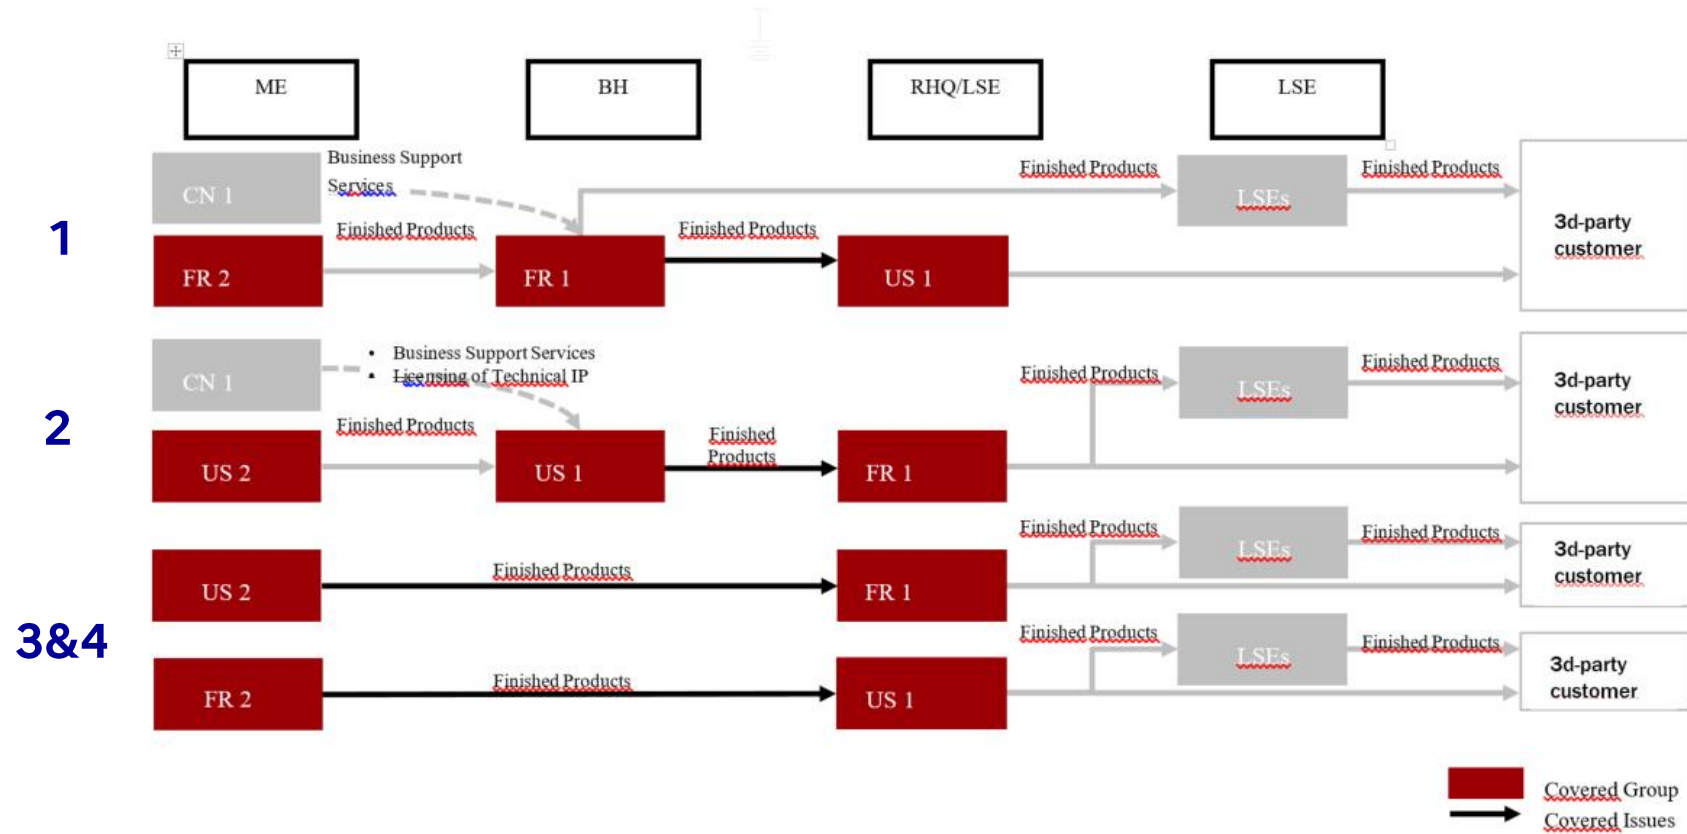 ME
BH
RHQ/LSE
LSE
1
CN 1
Business Support
Services
Finished Products
LSEs
Finished Products
3d-party
customer
FR 2
Finished Products
FR 1
Finished Products
US 1
2
CN 1
• Business Support Services
• Licensing of Technical IP
Finished Products
LSEs
Finished Products
3d-party
customer
US 2
Finished Products
US 1
Finished
Products
FR 1
3&4
US 2
Finished Products
FR 1
Finished Products
LSEs
Finished Products
3d-party
customer
FR 2
Finished Products
US 1
Finished Products
LSEs
Finished Products
3d-party
customer
Covered Group
Covered Issues